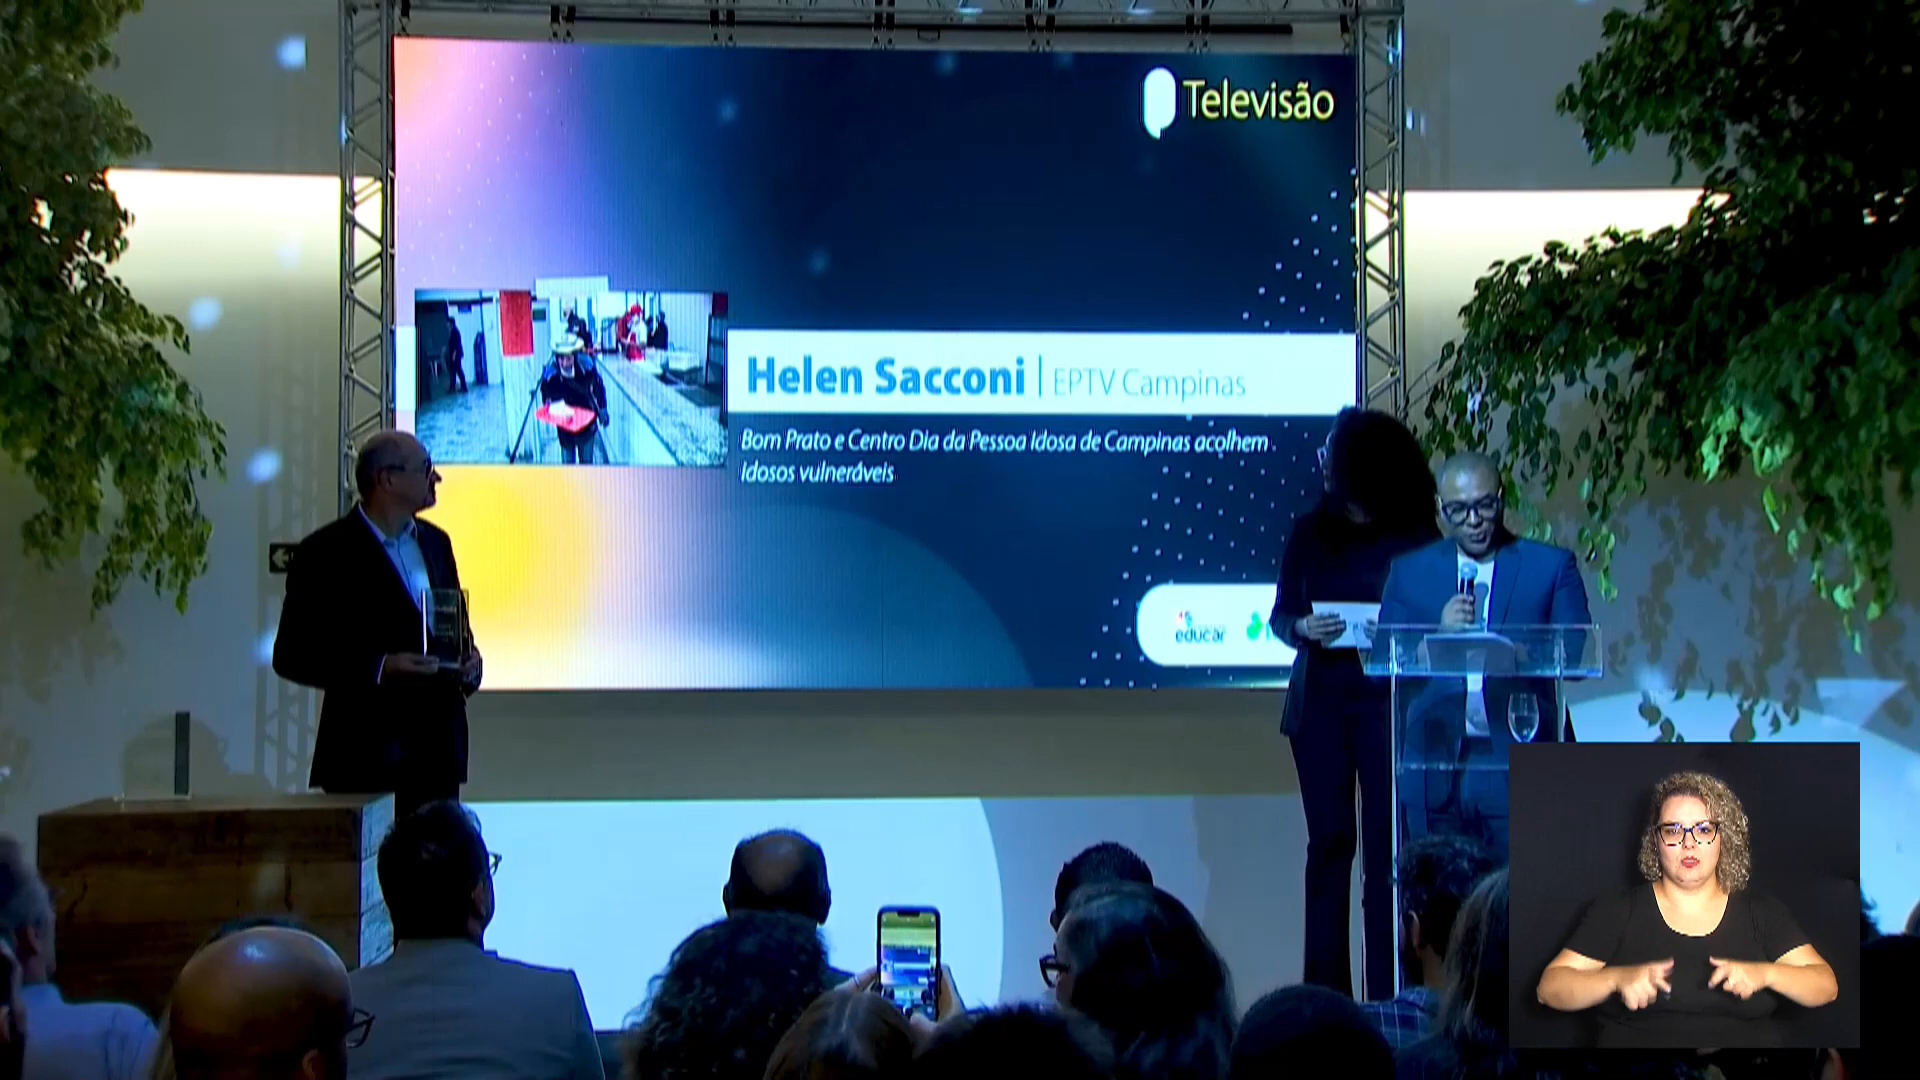 Televisão
Helen Sacconi | EPTV Campinas
Bom Prato e Centro Dia da Pessoa Idosa de Campinas acolhem
idosos vulneráveis
educar